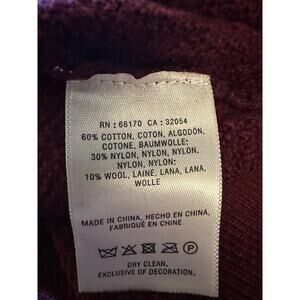 RN : 66170 CA : 32054
60% COTTON, COTON, ALGODÓN,
COTONE, BAUMWOLLE:
30% NYLON, NYLON, NYLON,
NYLON, NYLON:
10% WOOL, LAINE, LANA, LANA,
WOLLE
MADE IN CHINA, HECHO EN CHINA,
FABRIQUÉ EN CHINE
P
DRY CLEAN.
EXCLUSIVE OF DECORATION.